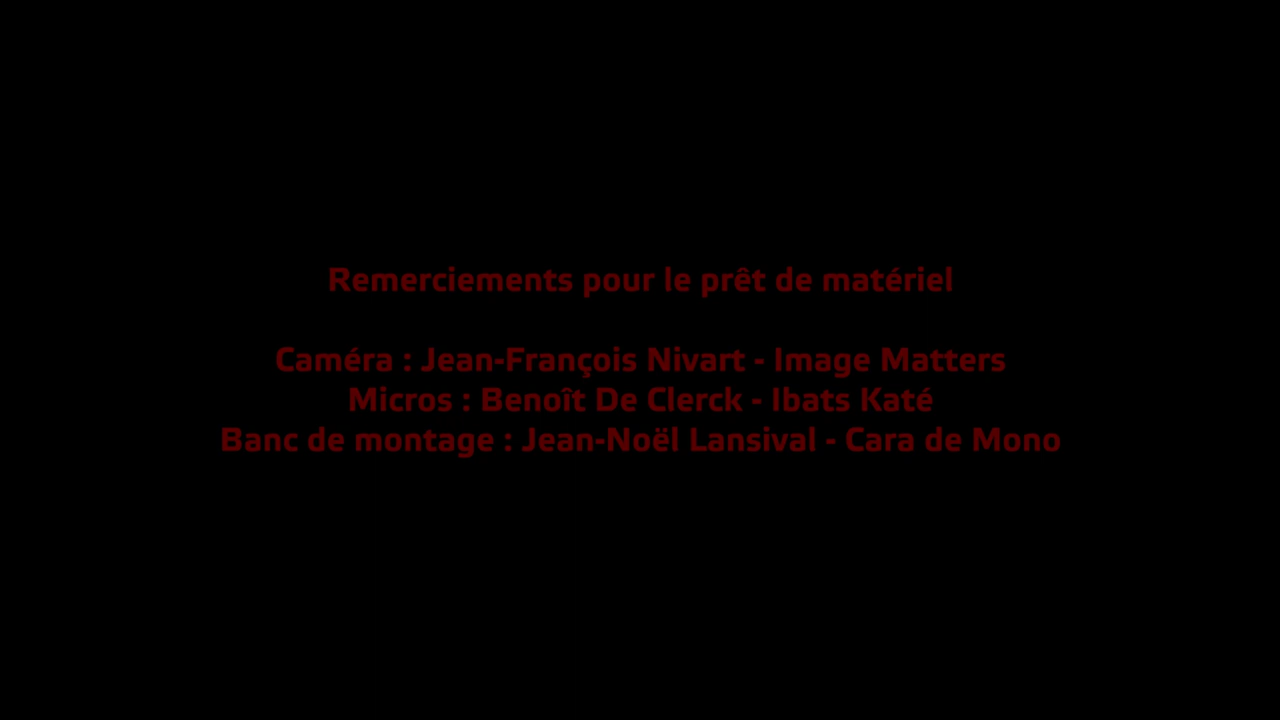 Remerciements pour le prêt de matériel
Caméra : Jean-François Nivart - Image Matters
Micros : Benoît De Clerck - Ibats Katé
Banc de montage : Jean-Noël Lansival - Cara de Mono